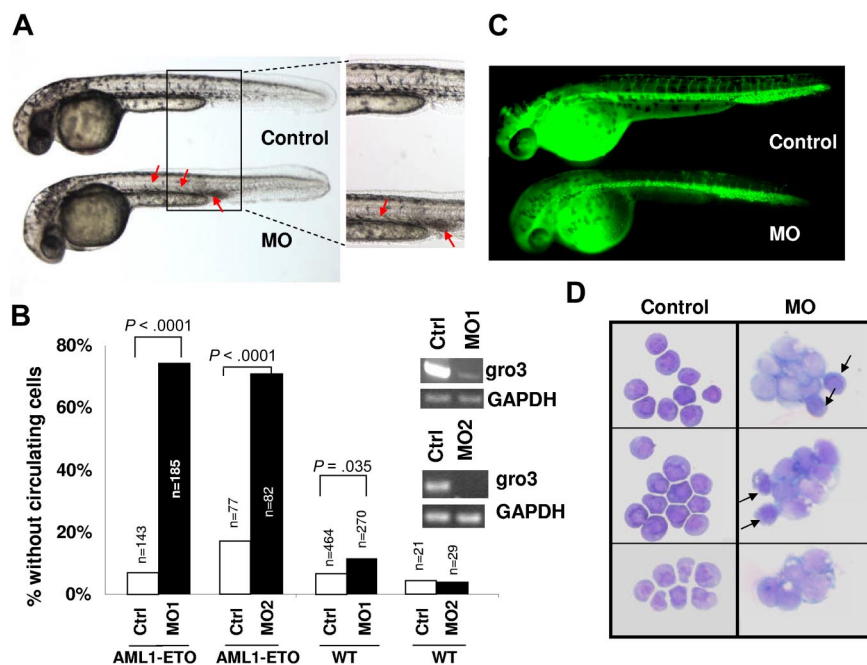 A
Control
MO
C
Control
MO
B
% without circulating cells
80%
60%
40%
20%
0%
P < .0001
P < .0001
P = .035
n=143
n=185
n=77
n=82
n=464
n=270
n=21
n=29
Ctrl
MO1
Ctrl
MO2
Ctrl
MO1
Ctrl
MO2
AML1-ETO
AML1-ETO
WT
WT
Ctrl
MO1
gro3
GAPDH
Ctrl
MO2
gro3
GAPDH
D
Control
MO